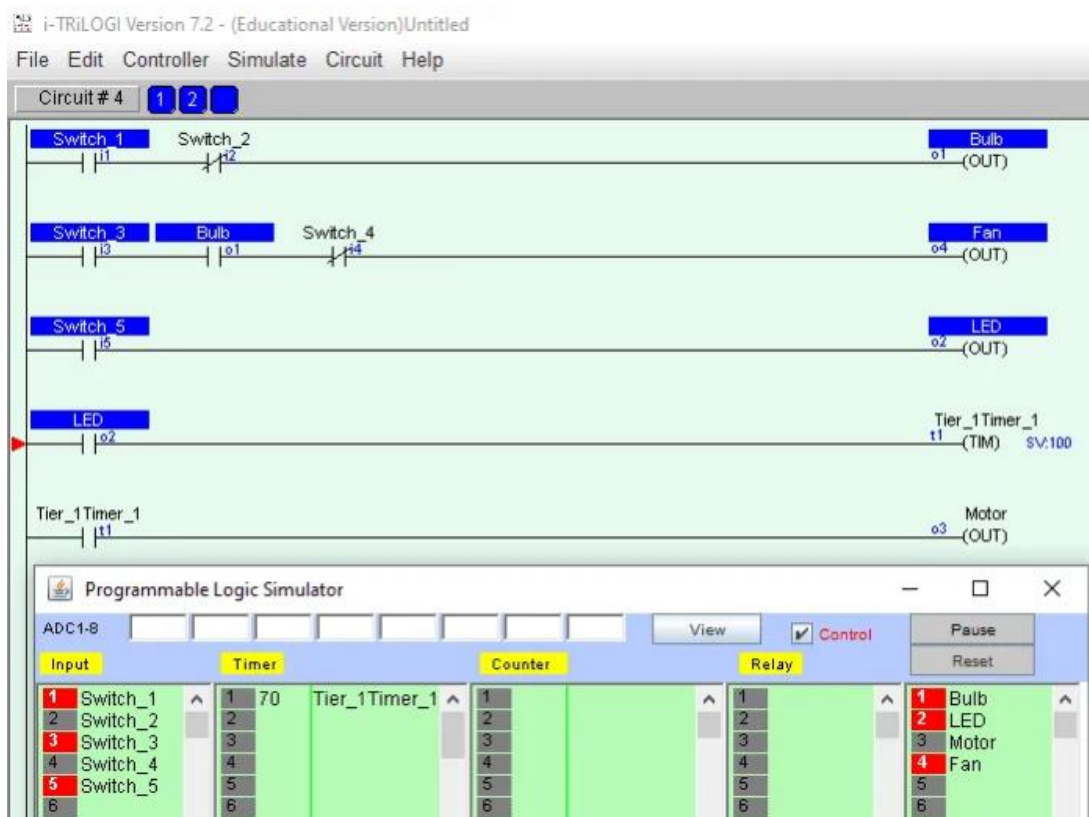 i-TRiLOGI Version 7.2 - (Educational Version)Untitled
File Edit Controller Simulate Circuit Help
Circuit # 4 1 2
Switch_1 Switch_2 Bulb
i1 i2 o1 (OUT)
Switch_3 Bulb Switch_4 Fan
i3 o1 i4 o4 (OUT)
Switch_5 LED
i5 o2 (OUT)
LED Tier_1Timer_1
o2 t1 (TIM) SV:100
Tier_1Timer_1 Motor
t1 o3 (OUT)
Programmable Logic Simulator
ADC1-8 View Control Pause
Input Timer Counter Relay Reset
1 Switch_1 1 70 Tier_1Timer_1 1 1 1 Bulb
2 Switch_2 2 2 2 2 LED
3 Switch_3 3 3 3 3 Motor
4 Switch_4 4 4 4 4 Fan
5 Switch_5 5 5 5 5
6 6 6 6 6